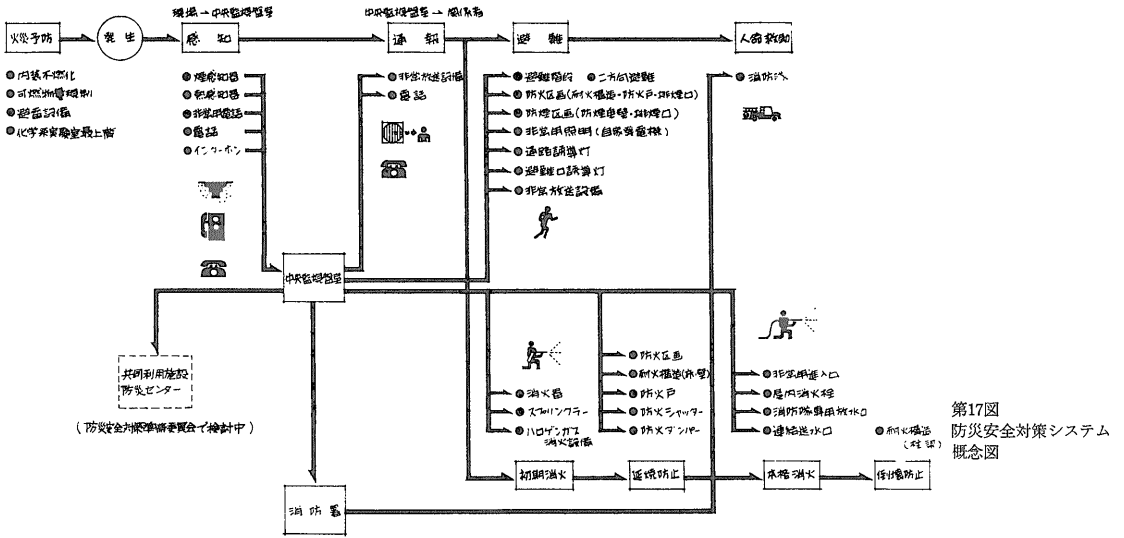 現場→中央監視盤室
中央監視盤室→関係者
火災予防
発生
感知
通報
避難
人命救助
●内装不燃化
●可燃物量規制
●避雷設備
●化学系実験室最上階
●煙感知器
●熱感知器
●非常用電話
●電話
●インターホン
●非常放送設備
●電話
●避難階段 ●二方向避難
●防火区画(耐火構造・防火戸・排煙口)
●防煙区画(防煙垂壁・排煙口)
●非常用照明(自家発電機)
●通路誘導灯
●避難口誘導灯
●非常放送設備
●消防隊
中央監視盤室
共同利用施設
防災センター
(防災安全対策準備委員会で検討中)
●消火器
●スプリンクラー
●ハロゲンガス
消火設備
●防火区画
●耐火構造(床・壁)
●防火戸
●防火シャッター
●防火ダンパー
●非常用進入口
●屋内消火栓
●消防隊専用放水口
●連結送水口
●耐火構造
(柱・梁)
初期消火
延焼防止
本格消火
倒壊防止
消防署
第17図
防災安全対策システム
概念図